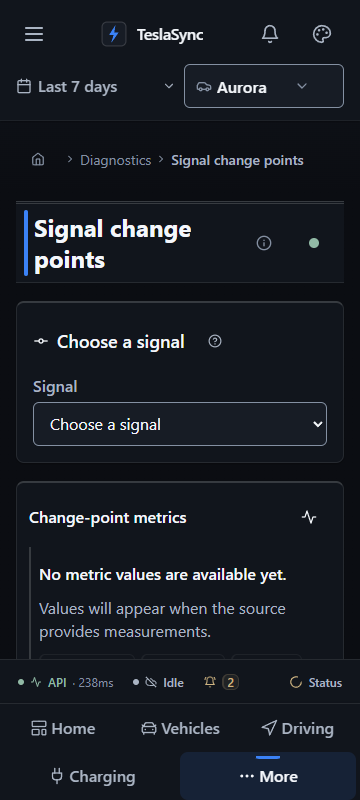 TeslaSync
Last 7 days
Aurora
Diagnostics
Signal change points
Signal change
points
Choose a signal
Signal
Choose a signal
Change-point metrics
No metric values are available yet.
Values will appear when the source
provides measurements.
API · 238ms
Idle
2
Status
Home
Vehicles
Driving
Charging
More